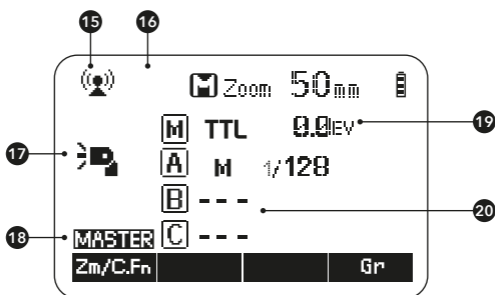 15 16
M Zoom 50mm
M TTL 0.0EV 19
17 A M 1/128
B --- 20
18 MASTER C ---
Zm/C.Fn Gr